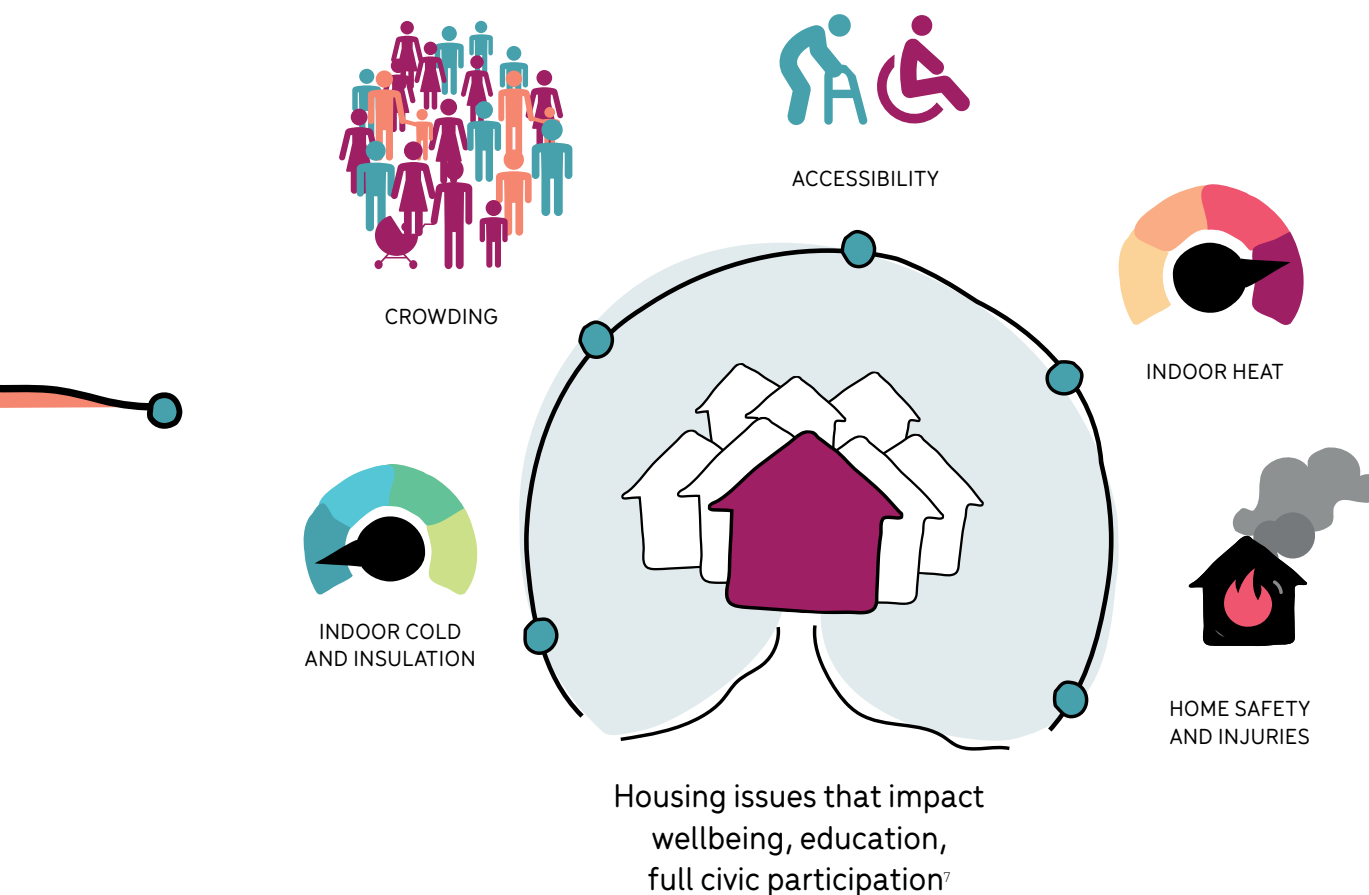 ACCESSIBILITY
CROWDING
INDOOR HEAT
INDOOR COLD
AND INSULATION
HOME SAFETY
AND INJURIES
Housing issues that impact
wellbeing, education,
full civic participation⁷